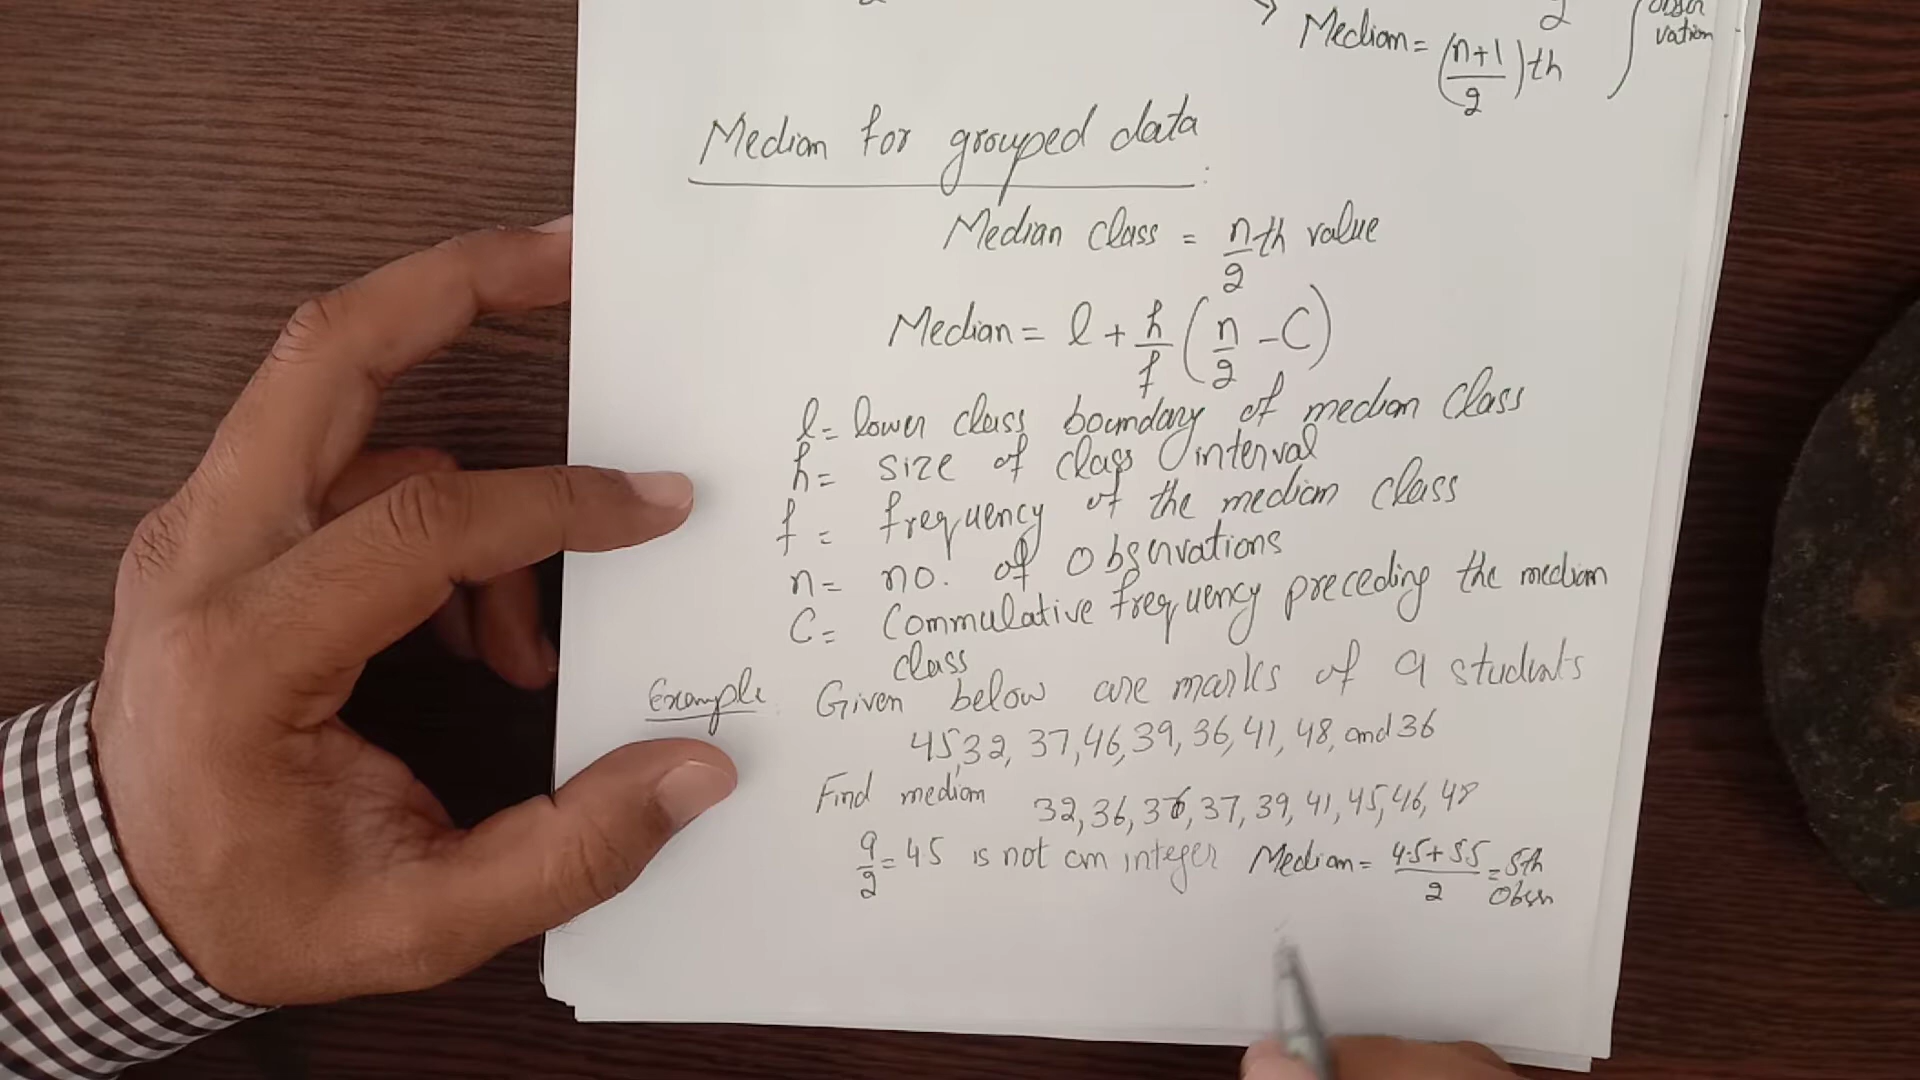 2
obser
vation
→ Median = (n+1/2)th
Median for grouped data:
Median class = n/2 th value
Median = l + h/f (n/2 - C)
l = lower class boundary of median class
h = size of class interval
f = frequency of the median class
n = no. of observations
C = Commulative frequency preceding the median
class
Example: Given below are marks of 9 students
45, 32, 37, 46, 39, 36, 41, 48, and 36
Find median 32, 36, 36, 37, 39, 41, 45, 46, 48
9/2 = 4.5 is not an integer Median = 4.5+5.5/2 = 5th
Obsn